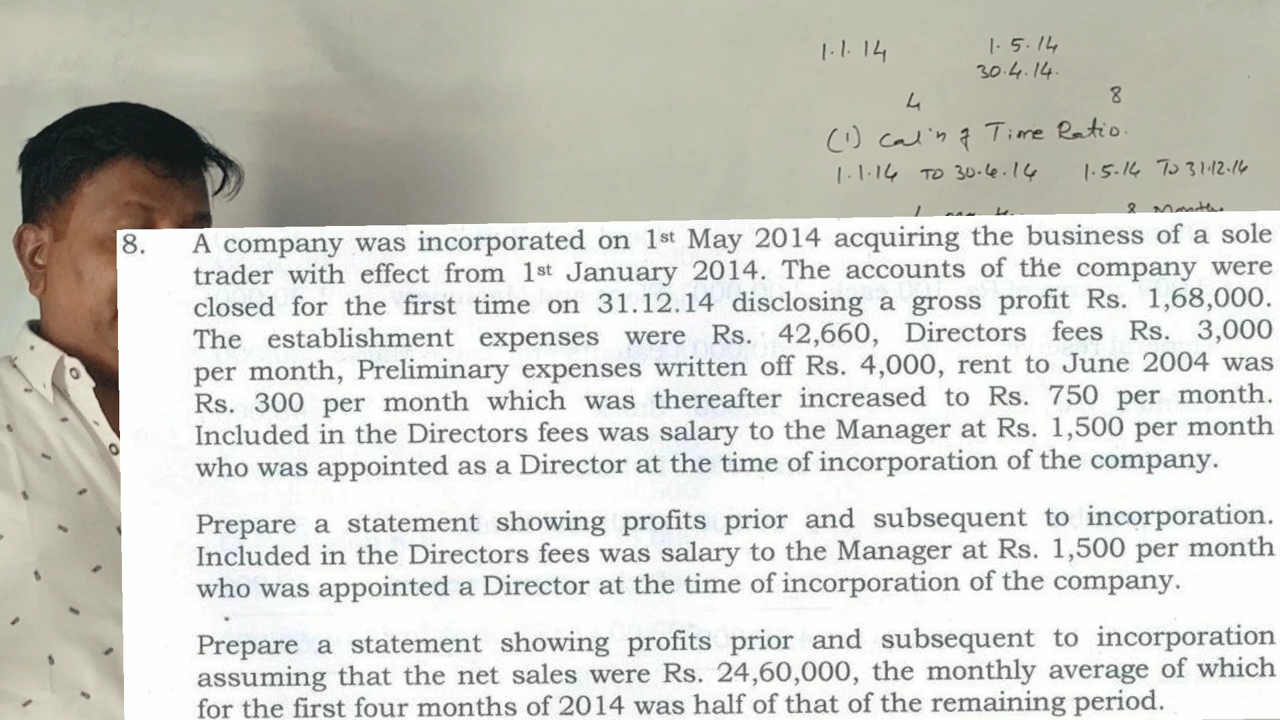 1.1.14 1.5.14
30.4.14.
4 8
(1) Cal'n of Time Ratio.
1.1.14 TO 30.4.14 1.5.14 To 31.12.14
8 Months
8. A company was incorporated on 1st May 2014 acquiring the business of a sole
trader with effect from 1st January 2014. The accounts of the company were
closed for the first time on 31.12.14 disclosing a gross profit Rs. 1,68,000.
The establishment expenses were Rs. 42,660, Directors fees Rs. 3,000
per month, Preliminary expenses written off Rs. 4,000, rent to June 2004 was
Rs. 300 per month which was thereafter increased to Rs. 750 per month.
Included in the Directors fees was salary to the Manager at Rs. 1,500 per month
who was appointed as a Director at the time of incorporation of the company.
Prepare a statement showing profits prior and subsequent to incorporation.
Included in the Directors fees was salary to the Manager at Rs. 1,500 per month
who was appointed a Director at the time of incorporation of the company.
Prepare a statement showing profits prior and subsequent to incorporation
assuming that the net sales were Rs. 24,60,000, the monthly average of which
for the first four months of 2014 was half of that of the remaining period.